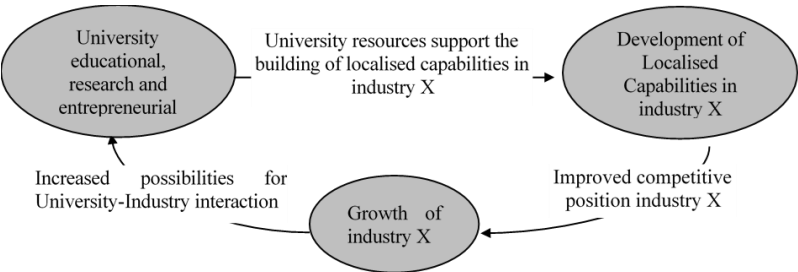 University
educational,
research and
entrepreneurial
University resources support the
building of localised capabilities in
industry X
Development of
Localised
Capabilities in
industry X
Increased possibilities for
University-Industry interaction
Improved competitive
position industry X
Growth of
industry X